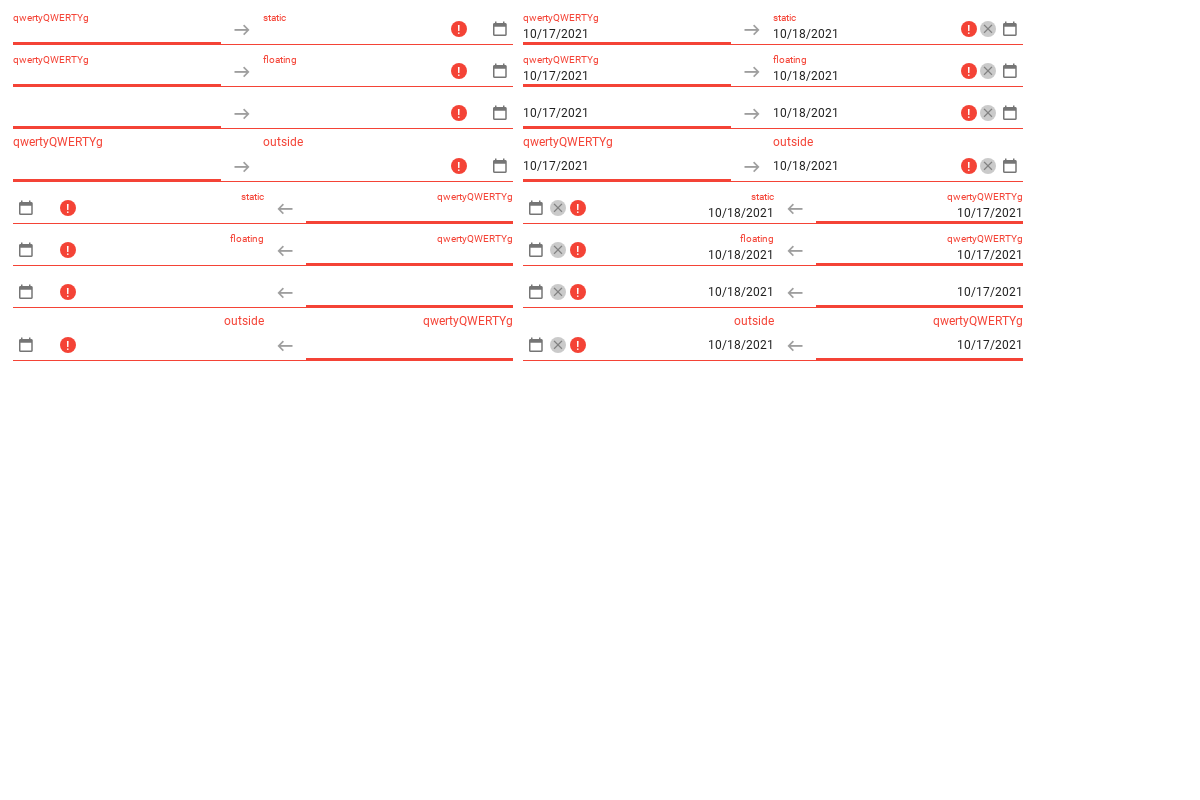 qwertyQWERTYg static qwertyQWERTYg static
10/17/2021 10/18/2021
qwertyQWERTYg floating qwertyQWERTYg floating
10/17/2021 10/18/2021
10/17/2021 10/18/2021
qwertyQWERTYg outside qwertyQWERTYg outside
10/17/2021 10/18/2021
static qwertyQWERTYg static qwertyQWERTYg
10/18/2021 10/17/2021
floating qwertyQWERTYg floating qwertyQWERTYg
10/18/2021 10/17/2021
10/18/2021 10/17/2021
outside qwertyQWERTYg outside qwertyQWERTYg
10/18/2021 10/17/2021